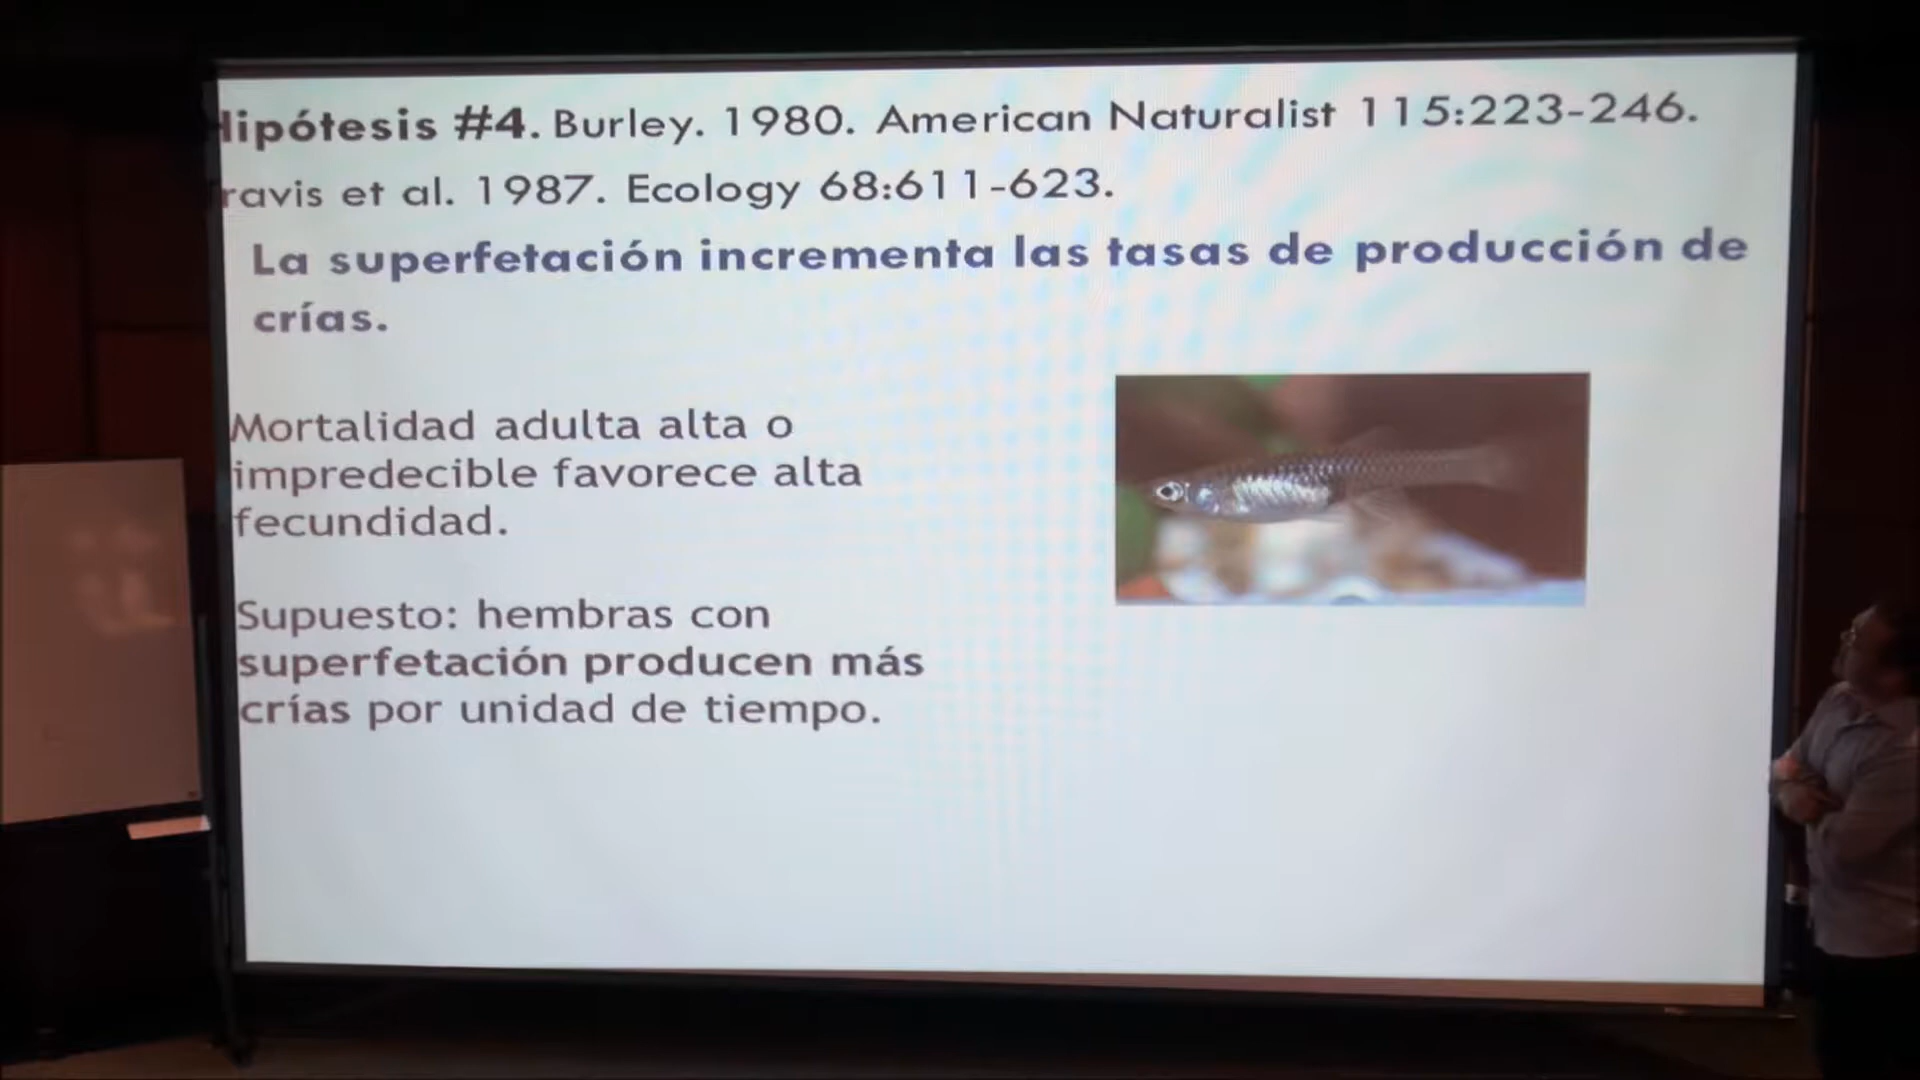 Hipótesis #4. Burley. 1980. American Naturalist 115:223-246.
ravis et al. 1987. Ecology 68:611-623.
La superfetación incrementa las tasas de producción de
crías.
Mortalidad adulta alta o
impredecible favorece alta
fecundidad.
Supuesto: hembras con
superfetación producen más
crías por unidad de tiempo.